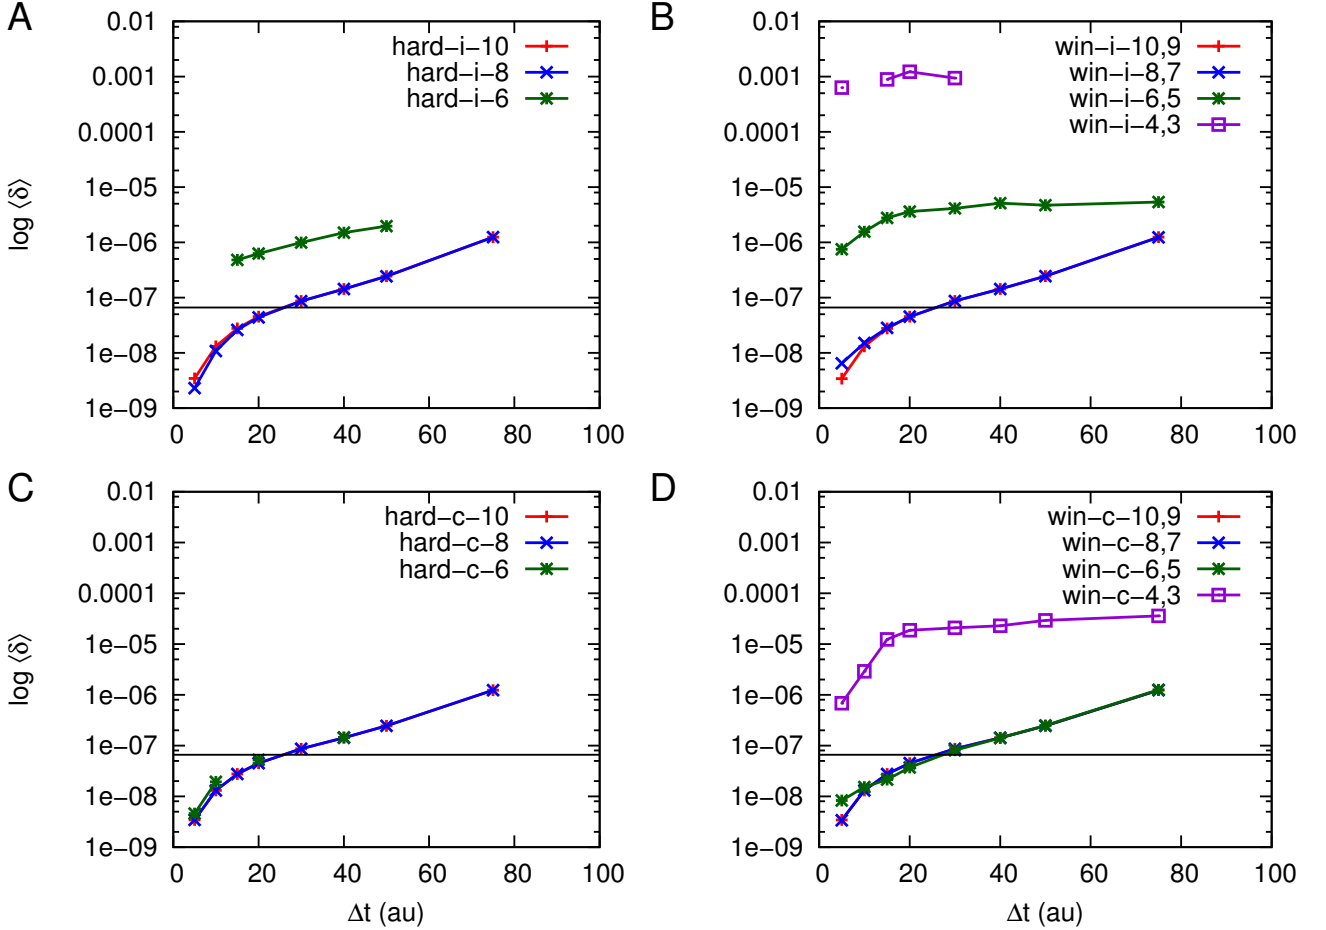 A
0.01
0.001
0.0001
1e−05
1e−06
1e−07
1e−08
1e−09
log ⟨δ⟩
hard−i−10
hard−i−8
hard−i−6
0 20 40 60 80 100
B
0.01
0.001
0.0001
1e−05
1e−06
1e−07
1e−08
1e−09
win−i−10,9
win−i−8,7
win−i−6,5
win−i−4,3
0 20 40 60 80 100
C
0.01
0.001
0.0001
1e−05
1e−06
1e−07
1e−08
1e−09
log ⟨δ⟩
hard−c−10
hard−c−8
hard−c−6
0 20 40 60 80 100
Δt (au)
D
0.01
0.001
0.0001
1e−05
1e−06
1e−07
1e−08
1e−09
win−c−10,9
win−c−8,7
win−c−6,5
win−c−4,3
0 20 40 60 80 100
Δt (au)